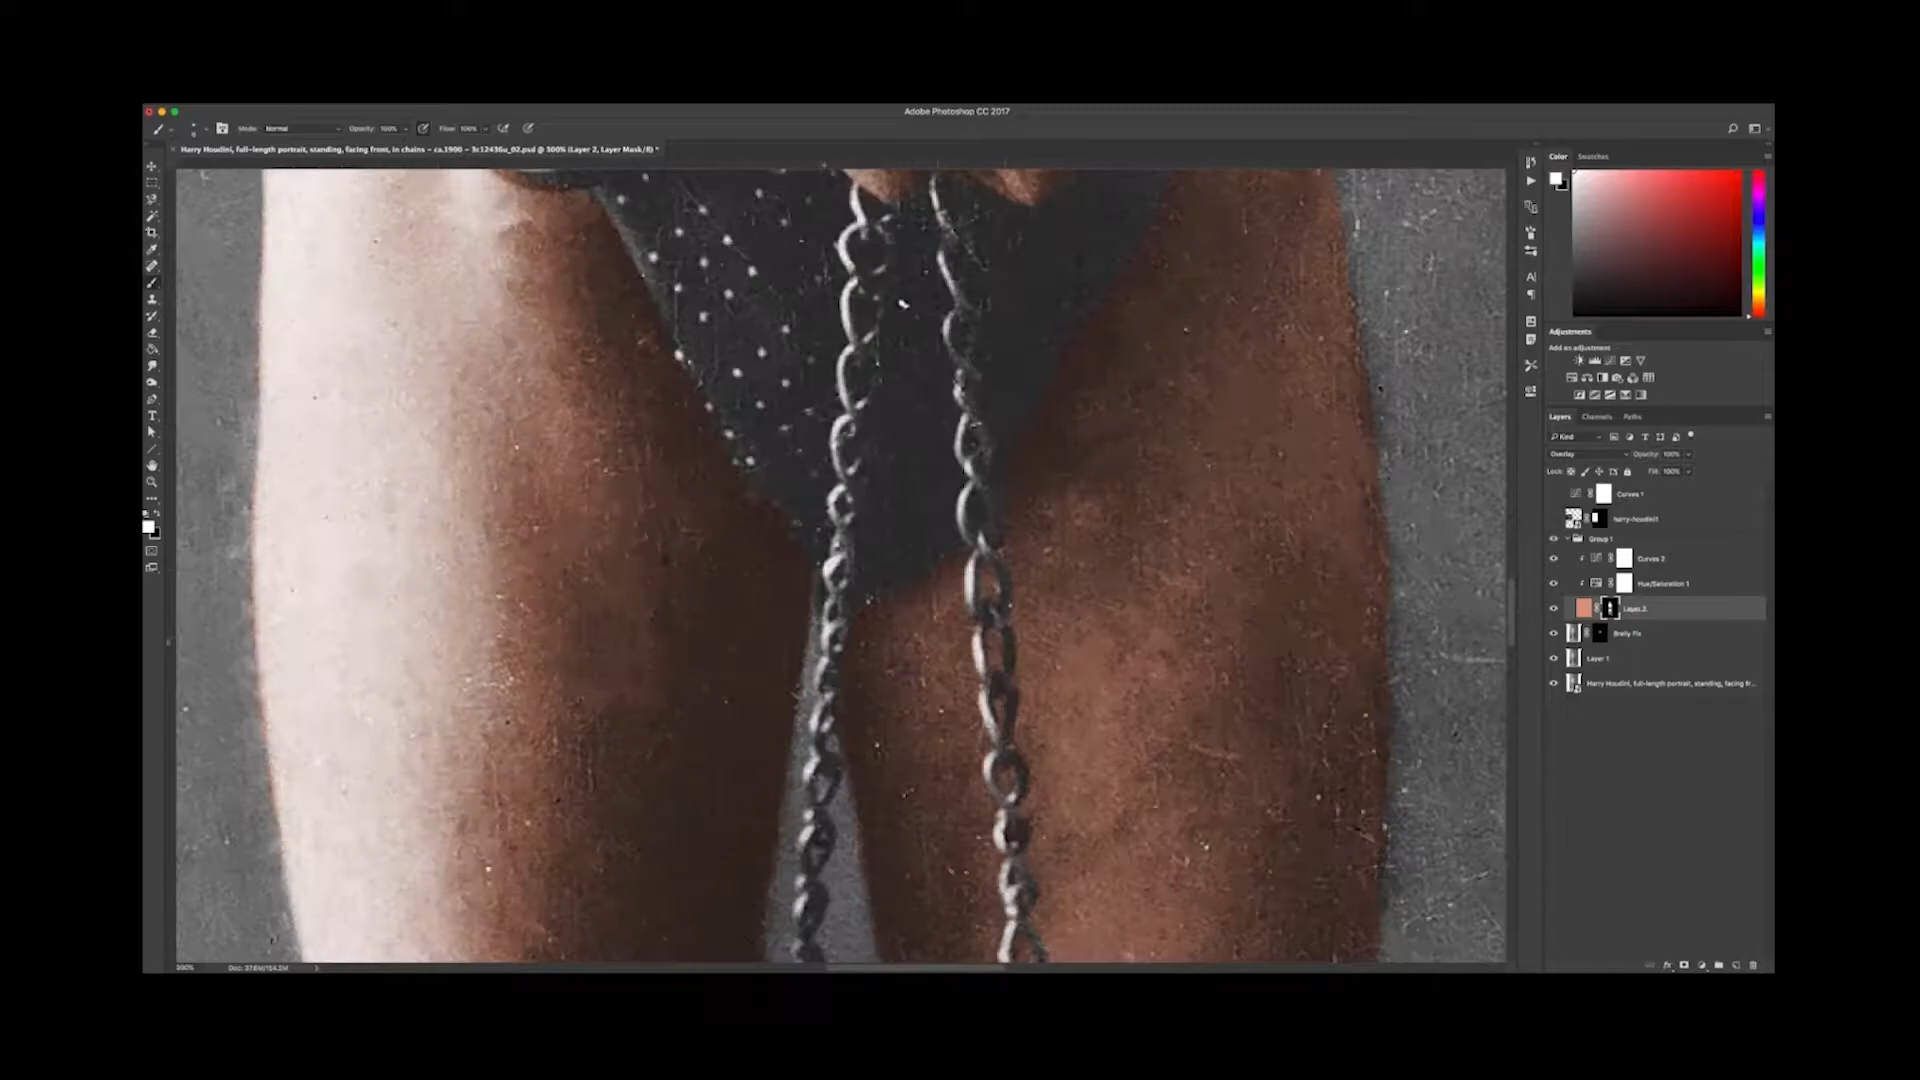 Adobe Photoshop CC 2017
Mode: Normal Opacity: 100% Flow: 100%
Harry Houdini, full-length portrait, standing, facing front, in chains – ca.1900 – 3c12436u_02.psd @ 300% (Layer 2, Layer Mask/8) *
Color Swatches
Adjustments
Add an adjustment
Layers Channels Paths
Kind
Overlay Opacity: 100%
Lock: Fill: 100%
Curves 1
harry-houdini1
Group 1
Curves 2
Hue/Saturation 1
Layer 2
Layer 1
Harry Houdini, full-length portrait, standing, facing fr...
300% Doc: 37.6M/154.2M